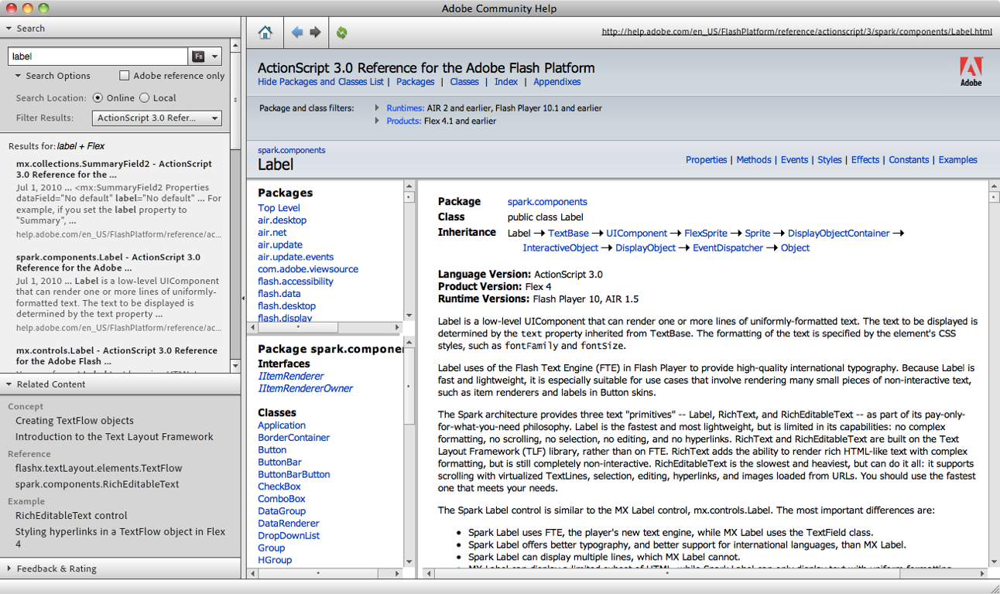 Adobe Community Help
Search
label
Fb
Search Options
Adobe reference only
Search Location: Online Local
Filter Results: ActionScript 3.0 Refer...
Results for: label + Flex
mx.collections.SummaryField2 - ActionScript
3.0 Reference for the ...
Jul 1, 2010 ... <mx:SummaryField2 Properties
dataField="No default" label="No default" ... For
example, if you set the label property to
"Summary", ...
help.adobe.com/en_US/FlashPlatform/reference/ac...
spark.components.Label - ActionScript 3.0
Reference for the Adobe ...
Jul 1, 2010 ... Label is a low-level UIComponent
that can render one or more lines of uniformly-
formatted text. The text to be displayed is
determined by the text property ...
help.adobe.com/en_US/FlashPlatform/reference/ac...
mx.controls.Label - ActionScript 3.0 Reference
for the Adobe Flash ...
Related Content
Concept
Creating TextFlow objects
Introduction to the Text Layout Framework
Reference
flashx.textLayout.elements.TextFlow
spark.components.RichEditableText
Example
RichEditableText control
Styling hyperlinks in a TextFlow object in Flex
4
Feedback & Rating
http://help.adobe.com/en_US/FlashPlatform/reference/actionscript/3/spark/components/Label.html
ActionScript 3.0 Reference for the Adobe Flash Platform
Hide Packages and Classes List | Packages | Classes | Index | Appendixes
Adobe
Package and class filters:
Runtimes: AIR 2 and earlier, Flash Player 10.1 and earlier
Products: Flex 4.1 and earlier
spark.components
Label
Properties | Methods | Events | Styles | Effects | Constants | Examples
Packages
Top Level
air.desktop
air.net
air.update
air.update.events
com.adobe.viewsource
flash.accessibility
flash.data
flash.desktop
flash.display
Package spark.compone
Interfaces
IItemRenderer
IItemRendererOwner
Classes
Application
BorderContainer
Button
ButtonBar
ButtonBarButton
CheckBox
ComboBox
DataGroup
DataRenderer
DropDownList
Group
HGroup
Package spark.components
Class public class Label
Inheritance Label → TextBase → UIComponent → FlexSprite → Sprite → DisplayObjectContainer →
InteractiveObject → DisplayObject → EventDispatcher → Object
Language Version: ActionScript 3.0
Product Version: Flex 4
Runtime Versions: Flash Player 10, AIR 1.5
Label is a low-level UIComponent that can render one or more lines of uniformly-formatted text. The text to be displayed is
determined by the text property inherited from TextBase. The formatting of the text is specified by the element's CSS
styles, such as fontFamily and fontSize.
Label uses of the Flash Text Engine (FTE) in Flash Player to provide high-quality international typography. Because Label is
fast and lightweight, it is especially suitable for use cases that involve rendering many small pieces of non-interactive text,
such as item renderers and labels in Button skins.
The Spark architecture provides three text "primitives" -- Label, RichText, and RichEditableText -- as part of its pay-only-
for-what-you-need philosophy. Label is the fastest and most lightweight, but is limited in its capabilities: no complex
formatting, no scrolling, no selection, no editing, and no hyperlinks. RichText and RichEditableText are built on the Text
Layout Framework (TLF) library, rather than on FTE. RichText adds the ability to render rich HTML-like text with complex
formatting, but is still completely non-interactive. RichEditableText is the slowest and heaviest, but can do it all: it supports
scrolling with virtualized TextLines, selection, editing, hyperlinks, and images loaded from URLs. You should use the fastest
one that meets your needs.
The Spark Label control is similar to the MX Label control, mx.controls.Label. The most important differences are:
• Spark Label uses FTE, the player's new text engine, while MX Label uses the TextField class.
• Spark Label offers better typography, and better support for international languages, than MX Label.
• Spark Label can display multiple lines, which MX Label cannot.
• MX Label can display a limited subset of HTML, while Spark Label can only display text with uniform formatting.